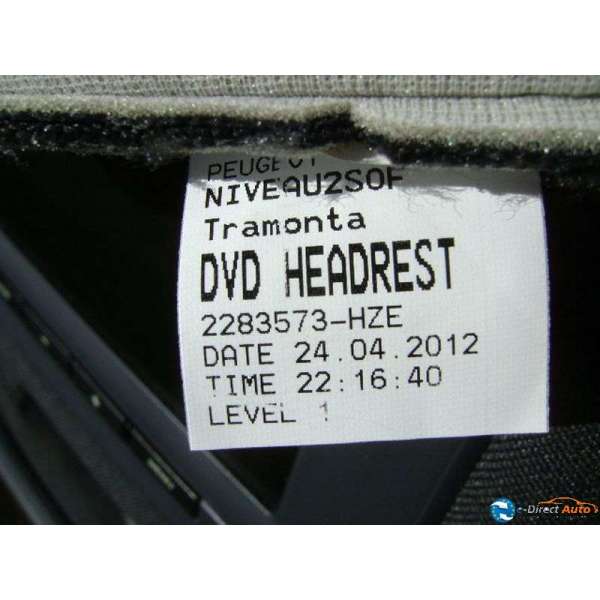 PEUGEOT
NIVEAU2SOF
Tramonta
DVD HEADREST
2283573-HZE
DATE 24.04.2012
TIME 22:16:40
LEVEL 1
e-Direct Auto